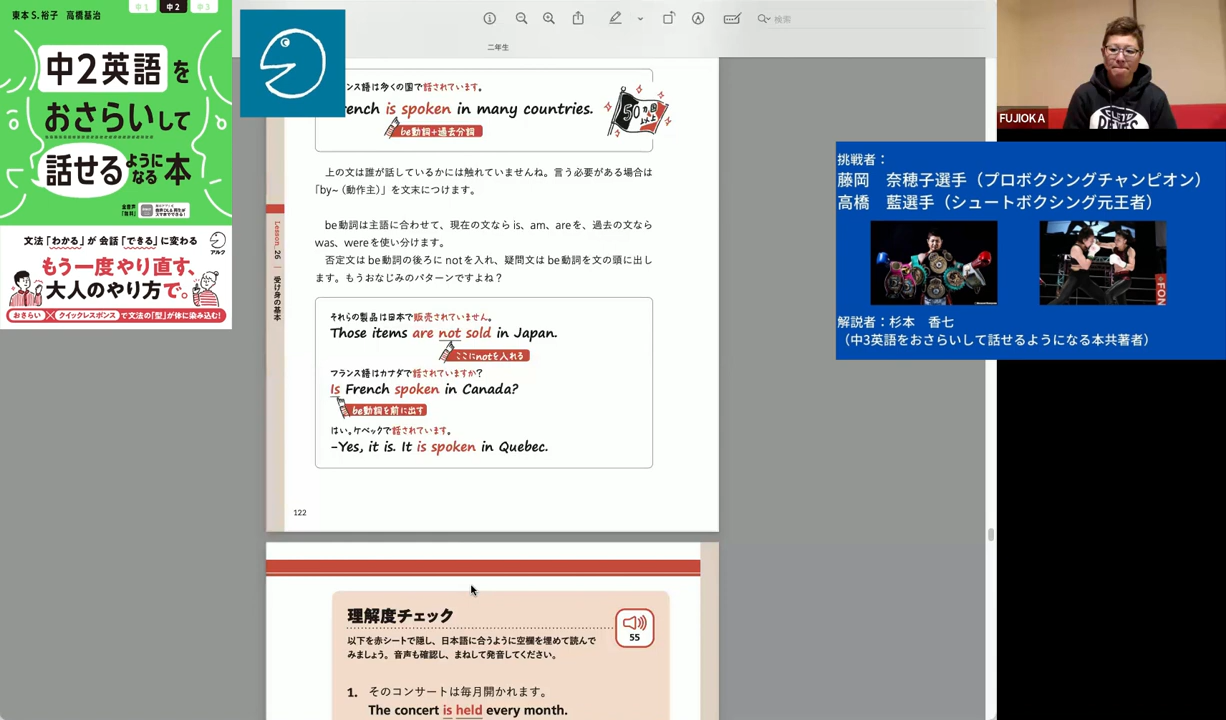 東本S.裕子 高橋基治
中1 中2 中3
中2英語を
おさらいして
話せるようになる本
文法「わかる」が会話「できる」に変わる
アルク
もう一度やり直す、
大人のやり方で。
おさらい×クイックレスポンスで文法の「型」が体に染み込む!
検索
二年生
ンス語は多くの国で話されています。
rench is spoken in many countries.
be動詞+過去分詞
50ヵ国以上
上の文は誰が話しているかには触れていませんね。言う必要がある場合は
「by~(動作主)」を文末につけます。
be動詞は主語に合わせて、現在の文なら is、am、areを、過去の文なら
was、wereを使い分けます。
否定文はbe動詞の後ろに notを入れ、疑問文はbe動詞を文の頭に出し
ます。もうおなじみのパターンですよね?
Lesson_26 受け身の基本
それらの製品は日本で販売されていません。
Those items are not sold in Japan.
ここにnotを入れる
フランス語はカナダで話されていますか?
Is French spoken in Canada?
be動詞を前に出す
はい。ケベックで話されています。
–Yes, it is. It is spoken in Quebec.
122
理解度チェック
55
以下を赤シートで隠し、日本語に合うように空欄を埋めて読んで
みましょう。音声も確認し、まねして発音してください。
1. そのコンサートは毎月開かれます。
The concert is held every month.
FUJIOKA
挑戦者:
藤岡 奈穂子選手(プロボクシングチャンピオン)
高橋 藍選手(シュートボクシング元王者)
解説者:杉本 香七
(中3英語をおさらいして話せるようになる本共著者)